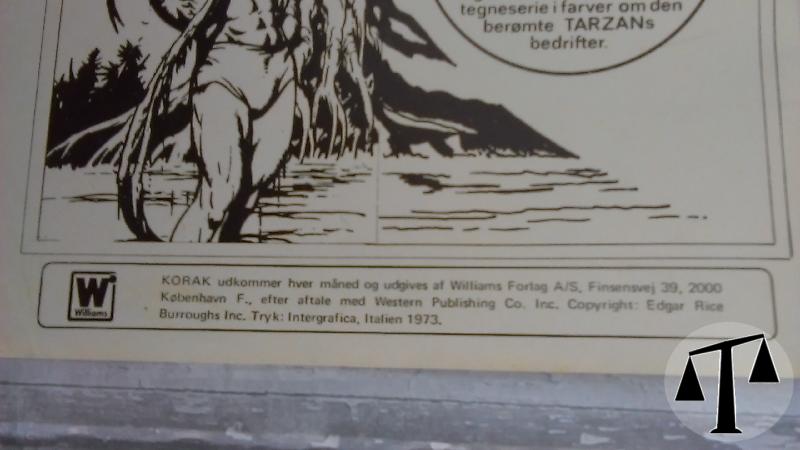 tegneserie i farver om den
berømte TARZANs
bedrifter.
W
Williams
KORAK udkommer hver måned og udgives af Williams Forlag A/S, Finsensvej 39, 2000
København F., efter aftale med Western Publishing Co. Inc. Copyright: Edgar Rice
Burroughs Inc. Tryk: Intergrafica, Italien 1973.